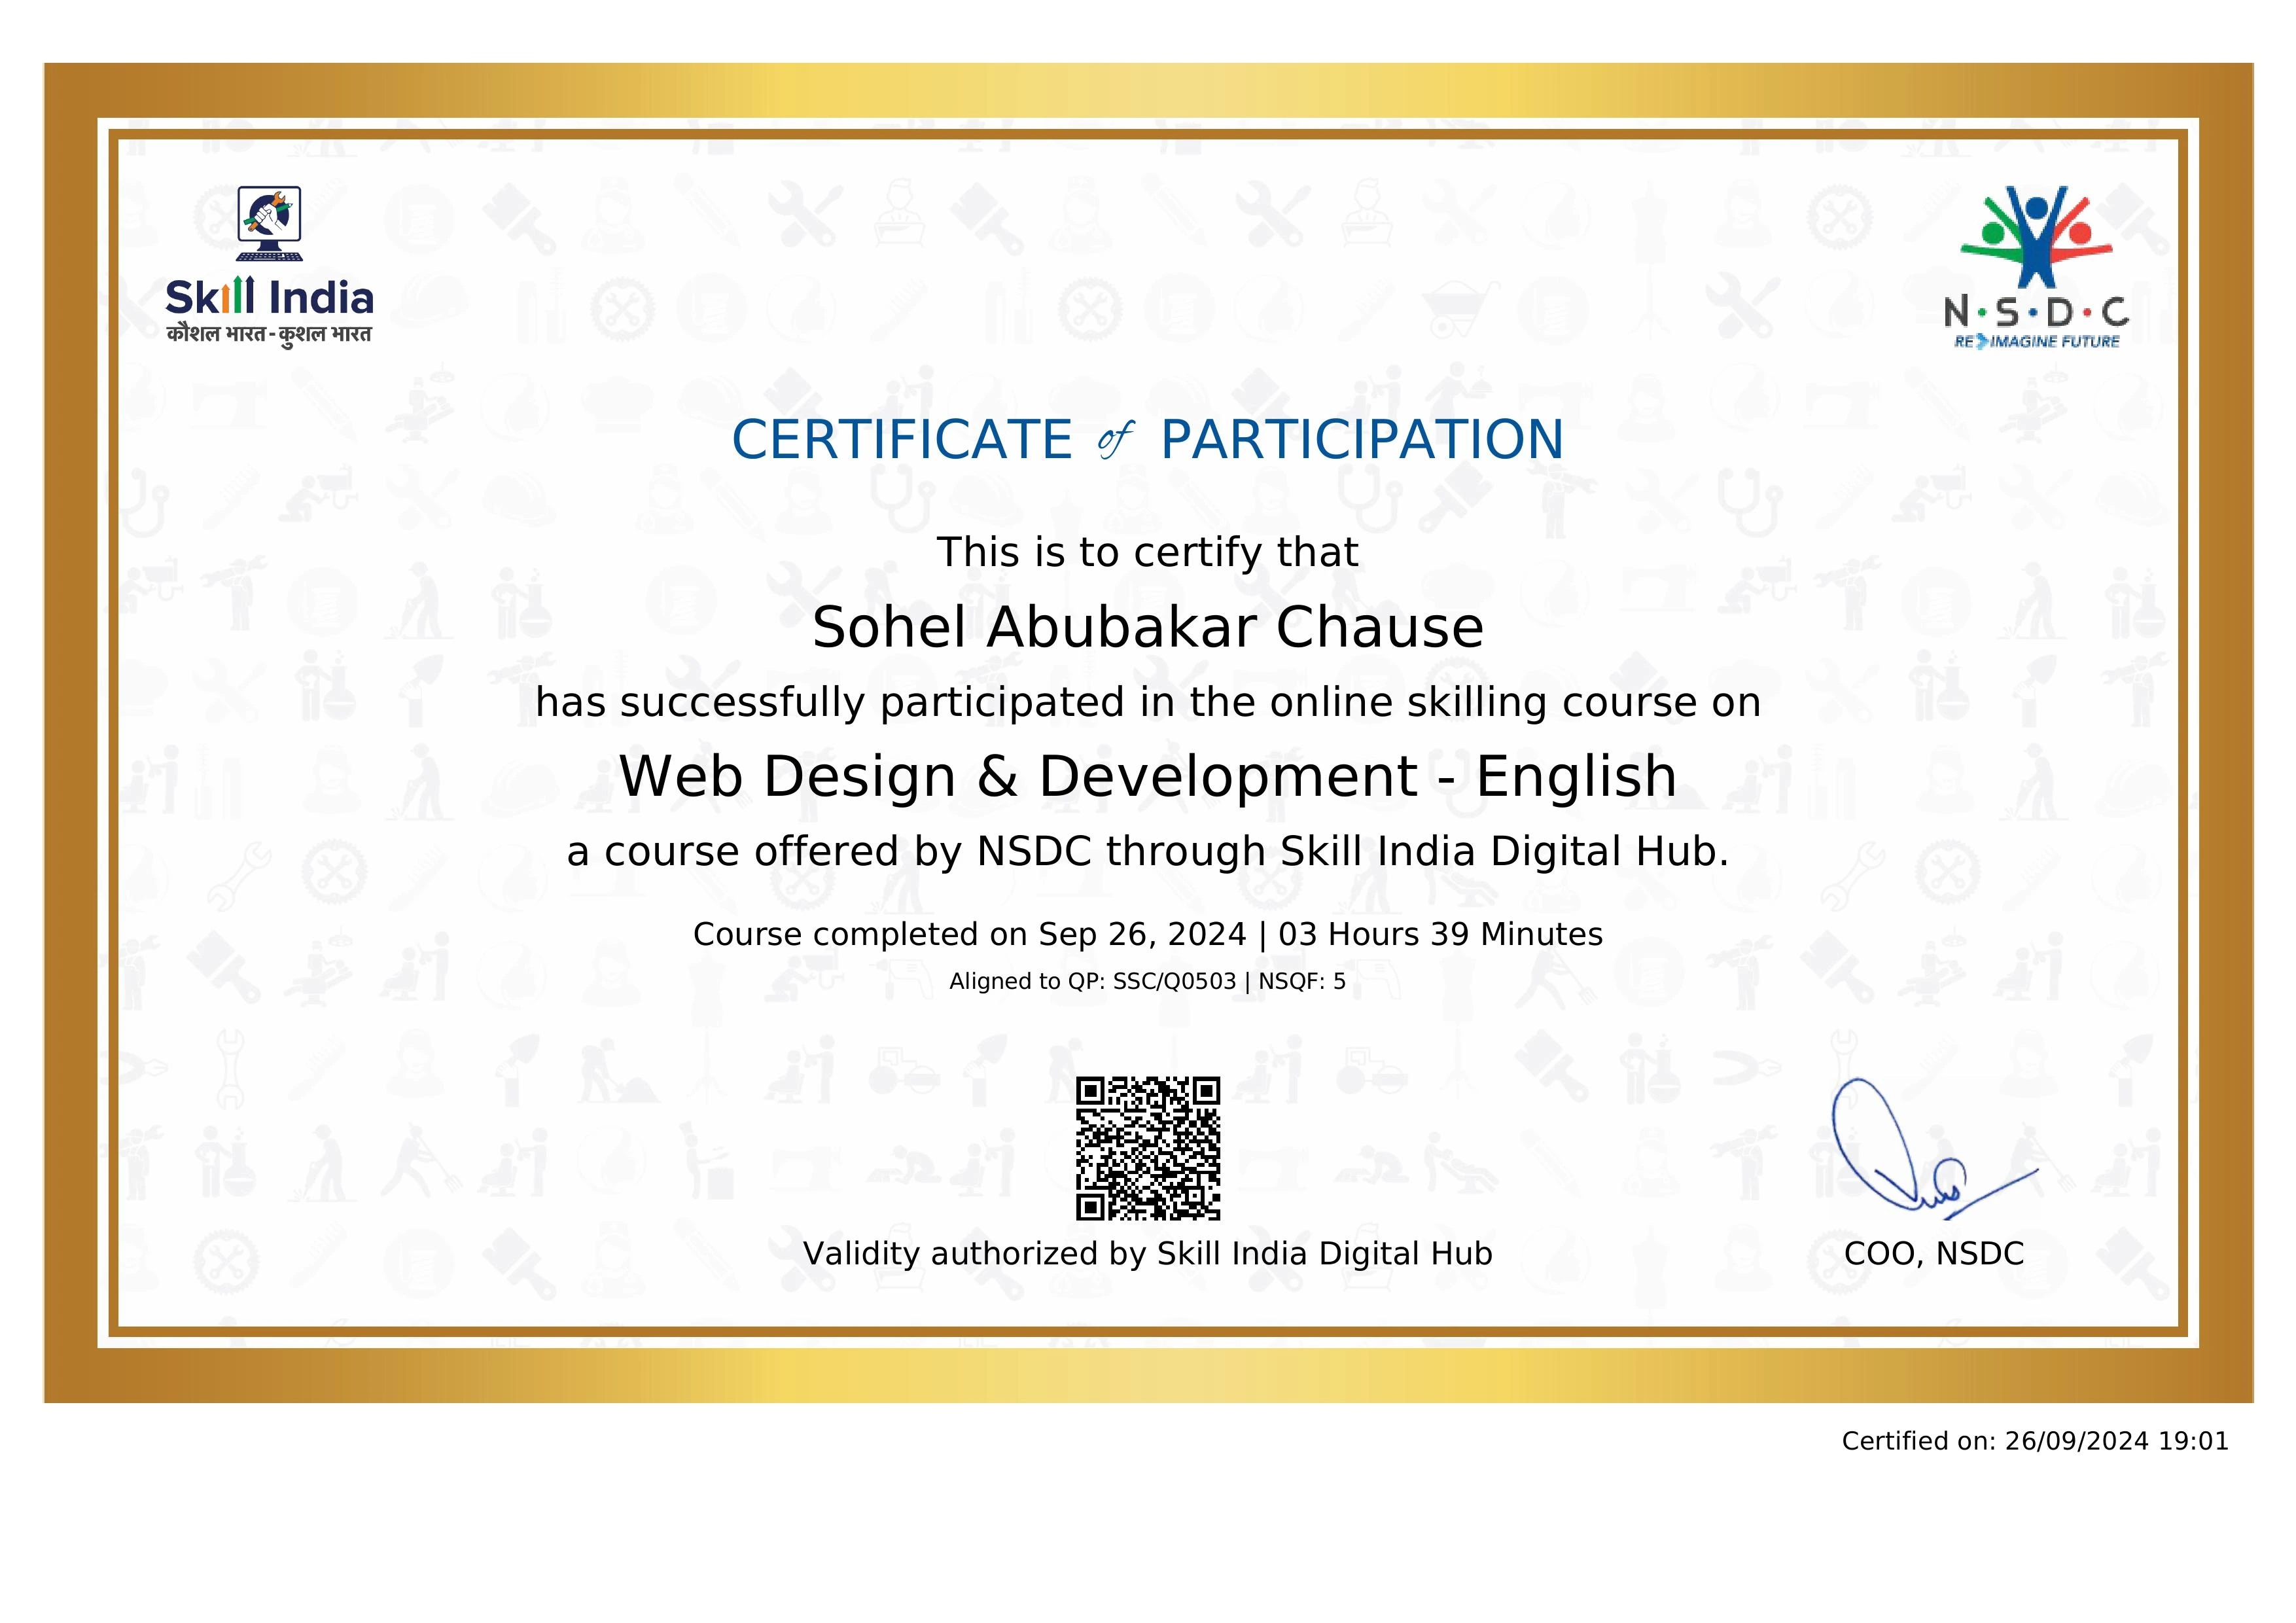 Skill India
कौशल भारत - कुशल भारत
N·S·D·C
RE IMAGINE FUTURE
CERTIFICATE of PARTICIPATION
This is to certify that
Sohel Abubakar Chause
has successfully participated in the online skilling course on
Web Design & Development - English
a course offered by NSDC through Skill India Digital Hub.
Course completed on Sep 26, 2024 | 03 Hours 39 Minutes
Aligned to QP: SSC/Q0503 | NSQF: 5
Validity authorized by Skill India Digital Hub
COO, NSDC
Certified on: 26/09/2024 19:01